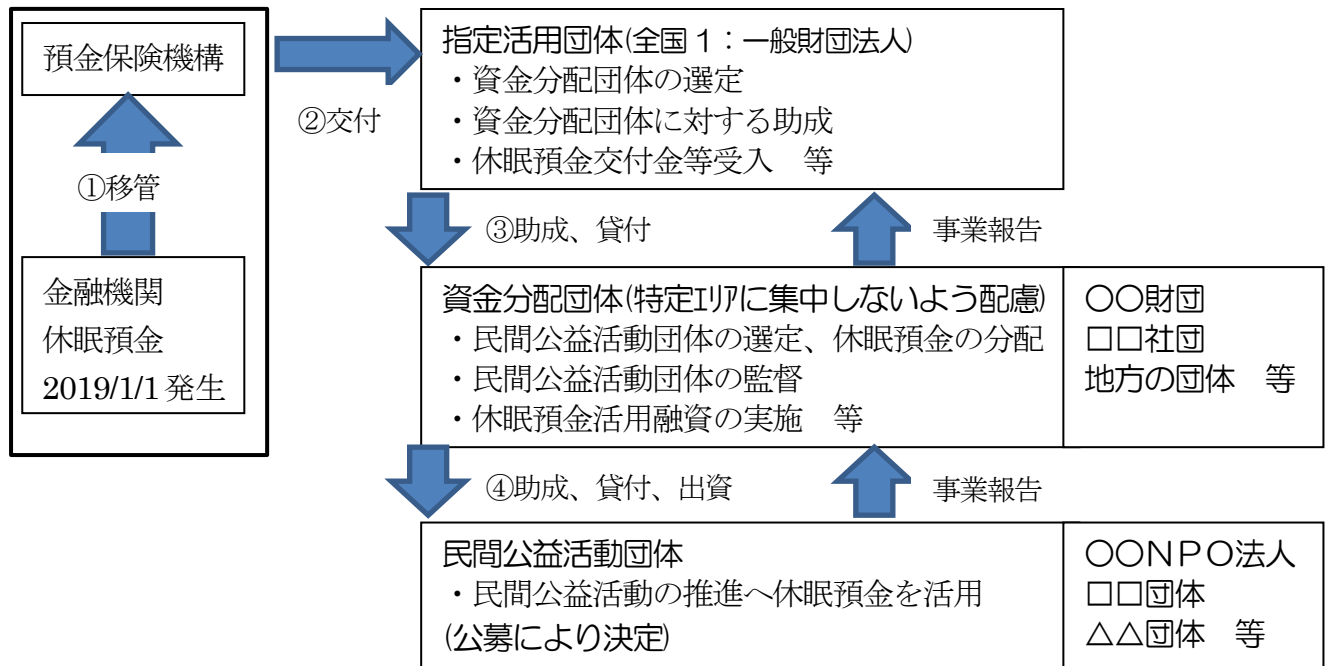 預金保険機構
①移管
金融機関
休眠預金
2019/1/1発生
②交付
指定活用団体(全国1：一般財団法人)
・資金分配団体の選定
・資金分配団体に対する助成
・休眠預金交付金等受入　等
③助成、貸付
事業報告
資金分配団体(特定ｴﾘｱに集中しないよう配慮)
・民間公益活動団体の選定、休眠預金の分配
・民間公益活動団体の監督
・休眠預金活用融資の実施　等
〇〇財団
□□社団
地方の団体　等
④助成、貸付、出資
事業報告
民間公益活動団体
・民間公益活動の推進へ休眠預金を活用
(公募により決定)
〇〇ＮＰＯ法人
□□団体
△△団体　等